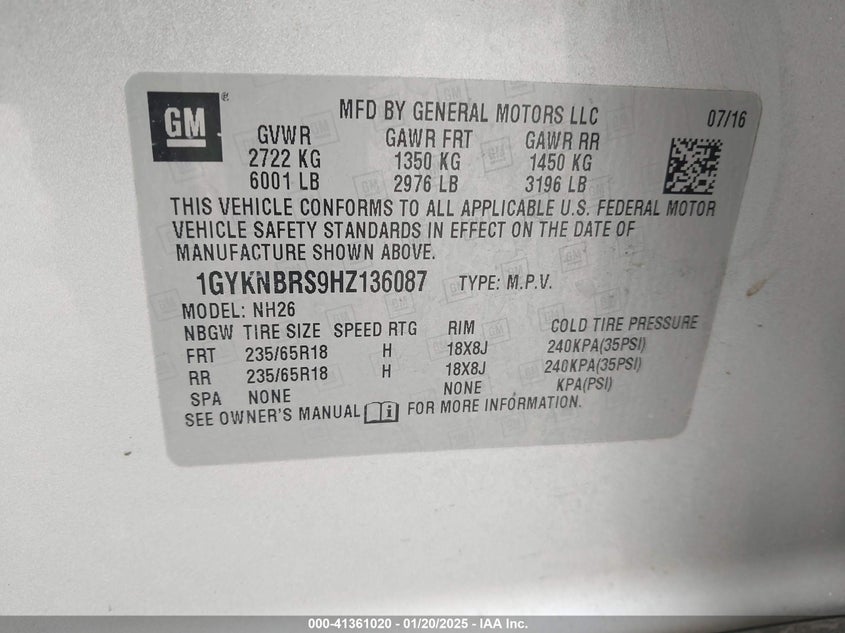 GM ®
MFD BY GENERAL MOTORS LLC 07/16
GVWR GAWR FRT GAWR RR
2722 KG 1350 KG 1450 KG
6001 LB 2976 LB 3196 LB
THIS VEHICLE CONFORMS TO ALL APPLICABLE U.S. FEDERAL MOTOR
VEHICLE SAFETY STANDARDS IN EFFECT ON THE DATE OF
MANUFACTURE SHOWN ABOVE.
1GYKNBRS9HZ136087 TYPE: M.P.V.
MODEL: NH26
NBGW TIRE SIZE SPEED RTG RIM COLD TIRE PRESSURE
FRT 235/65R18 H 18X8J 240KPA(35PSI)
RR 235/65R18 H 18X8J 240KPA(35PSI)
SPA NONE NONE KPA(PSI)
SEE OWNER'S MANUAL i FOR MORE INFORMATION.
000-41361020 — 01/20/2025 — © IAA Inc.